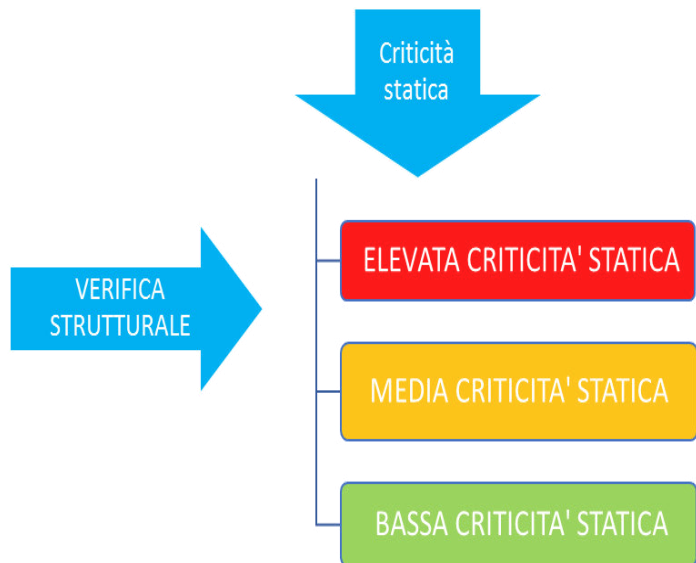 Criticità
statica
ELEVATA CRITICITA' STATICA
VERIFICA
STRUTTURALE
MEDIA CRITICITA' STATICA
BASSA CRITICITA' STATICA